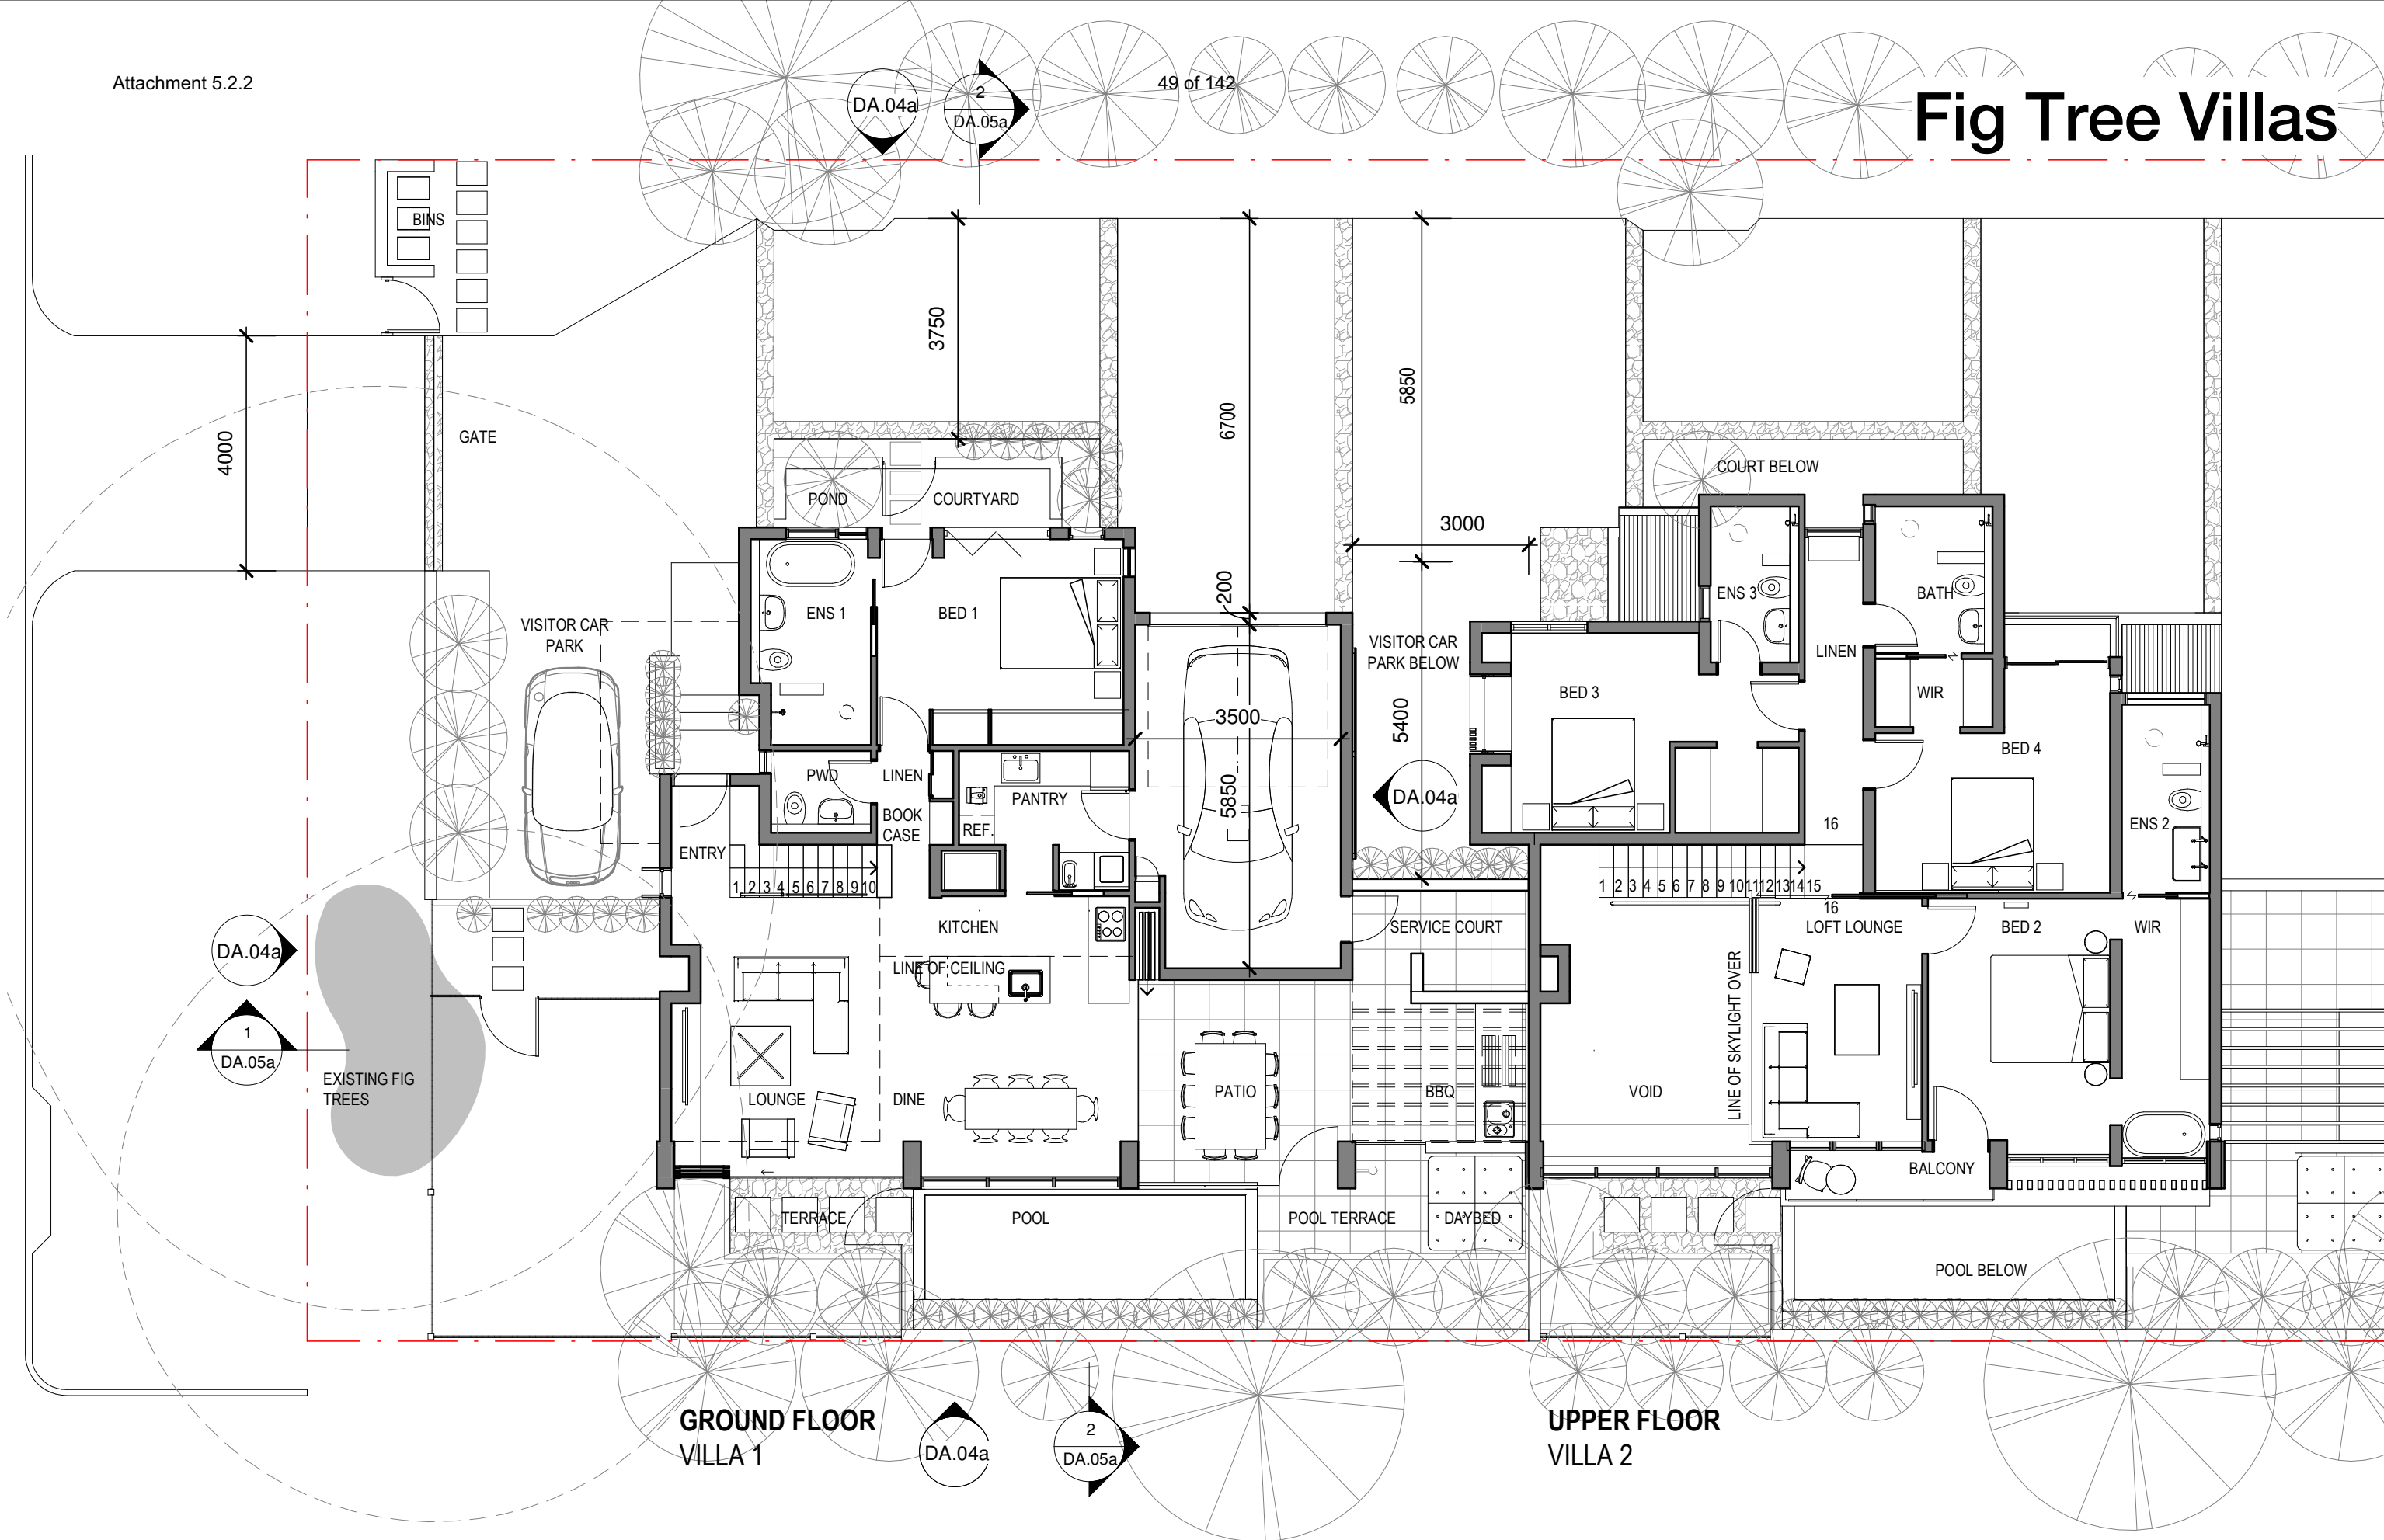 Attachment 5.2.2
49 of 142
Fig Tree Villas
DA.04a
2
DA.05a
BINS
3750
6700
5850
4000
GATE
POND
COURTYARD
COURT BELOW
3000
200
VISITOR CAR
PARK
ENS 1
BED 1
VISITOR CAR
PARK BELOW
ENS 3
BATH
LINEN
BED 3
WIR
3500
5400
BED 4
PWD
LINEN
PANTRY
5850
DA.04a
BOOK
CASE
REF.
16
ENS 2
ENTRY
1 2 3 4 5 6 7 8 9 10
1 2 3 4 5 6 7 8 9 10 11 12 13 14 15
16
KITCHEN
SERVICE COURT
LOFT LOUNGE
BED 2
WIR
DA.04a
LINE OF CEILING
LINE OF SKYLIGHT OVER
1
DA.05a
EXISTING FIG
TREES
LOUNGE
DINE
PATIO
BBQ
VOID
BALCONY
TERRACE
POOL
POOL TERRACE
DAYBED
POOL BELOW
GROUND FLOOR
VILLA 1
DA.04a
2
DA.05a
UPPER FLOOR
VILLA 2